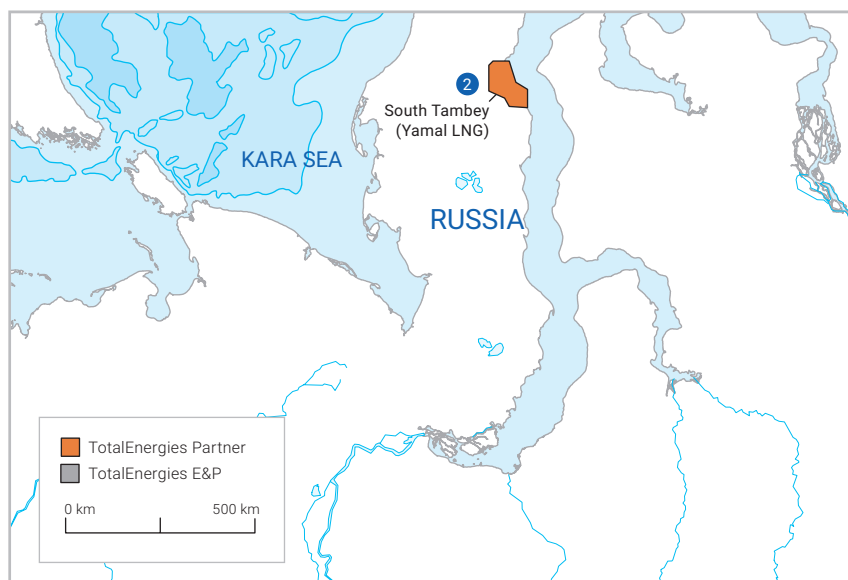 2
South Tambey
(Yamal LNG)
KARA SEA
RUSSIA
TotalEnergies Partner
TotalEnergies E&P
0 km
500 km